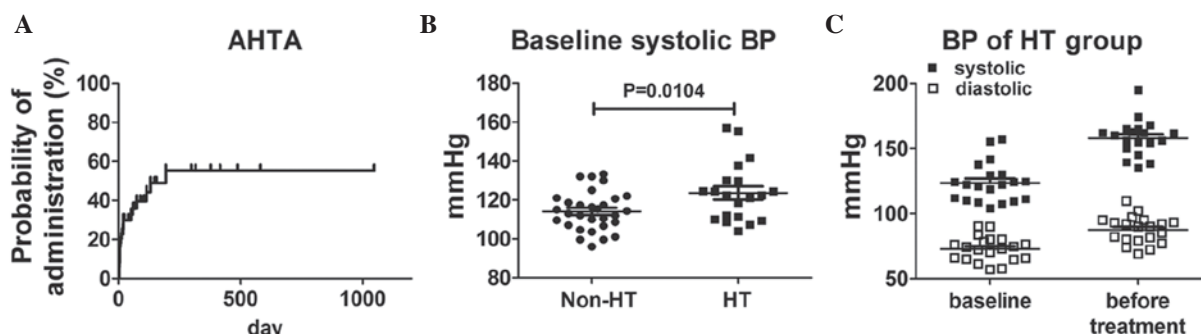 A
AHTA
Probability of
administration (%)
100
80
60
40
20
0
0
500
1000
day
B
Baseline systolic BP
mmHg
180
160
140
120
100
80
P=0.0104
Non-HT
HT
C
BP of HT group
■ systolic
□ diastolic
mmHg
200
150
100
50
baseline
before
treatment